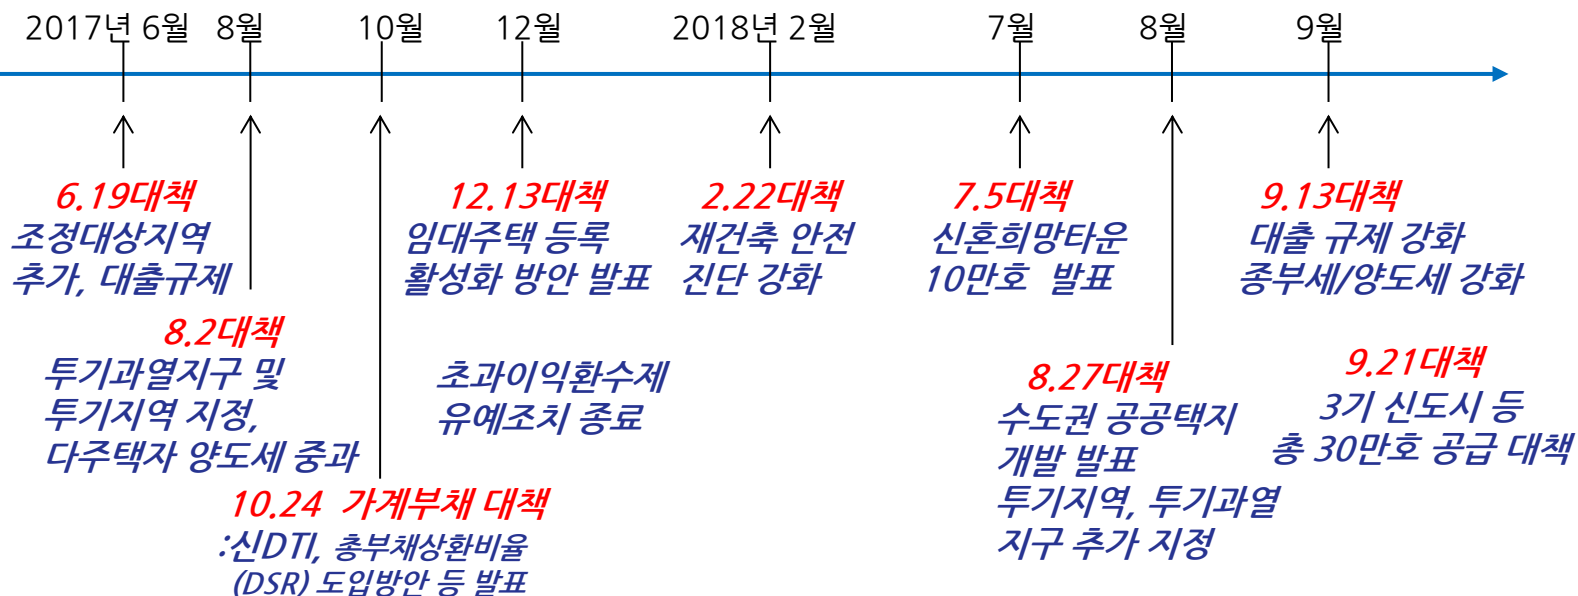 2017년 6월 8월 10월 12월 2018년 2월 7월 8월 9월
6.19대책
조정대상지역
추가, 대출규제
8.2대책
투기과열지구 및
투기지역 지정,
다주택자 양도세 중과
10.24 가계부채 대책
:신DTI, 총부채상환비율
(DSR) 도입방안 등 발표
12.13대책
임대주택 등록
활성화 방안 발표
초과이익환수제
유예조치 종료
2.22대책
재건축 안전
진단 강화
7.5대책
신혼희망타운
10만호 발표
8.27대책
수도권 공공택지
개발 발표
투기지역, 투기과열
지구 추가 지정
9.13대책
대출 규제 강화
종부세/양도세 강화
9.21대책
3기 신도시 등
총 30만호 공급 대책